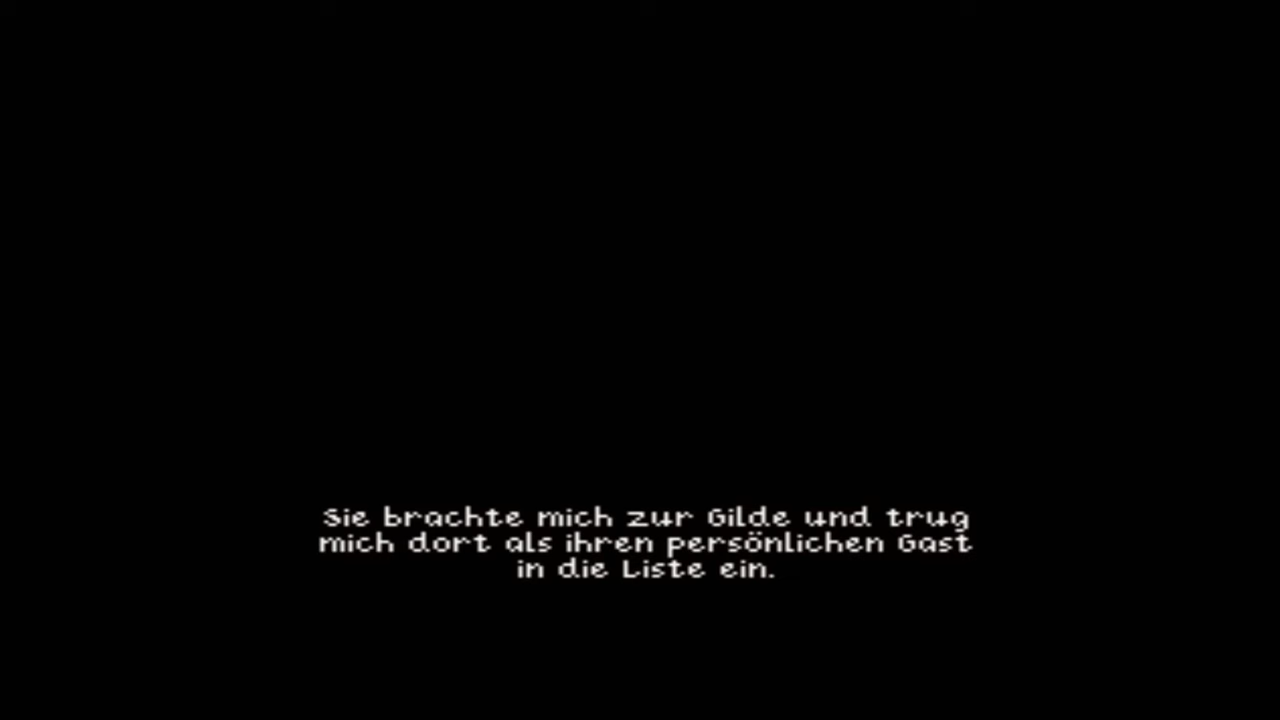 Sie brachte mich zur Gilde und trug
mich dort als ihren persönlichen Gast
in die Liste ein.